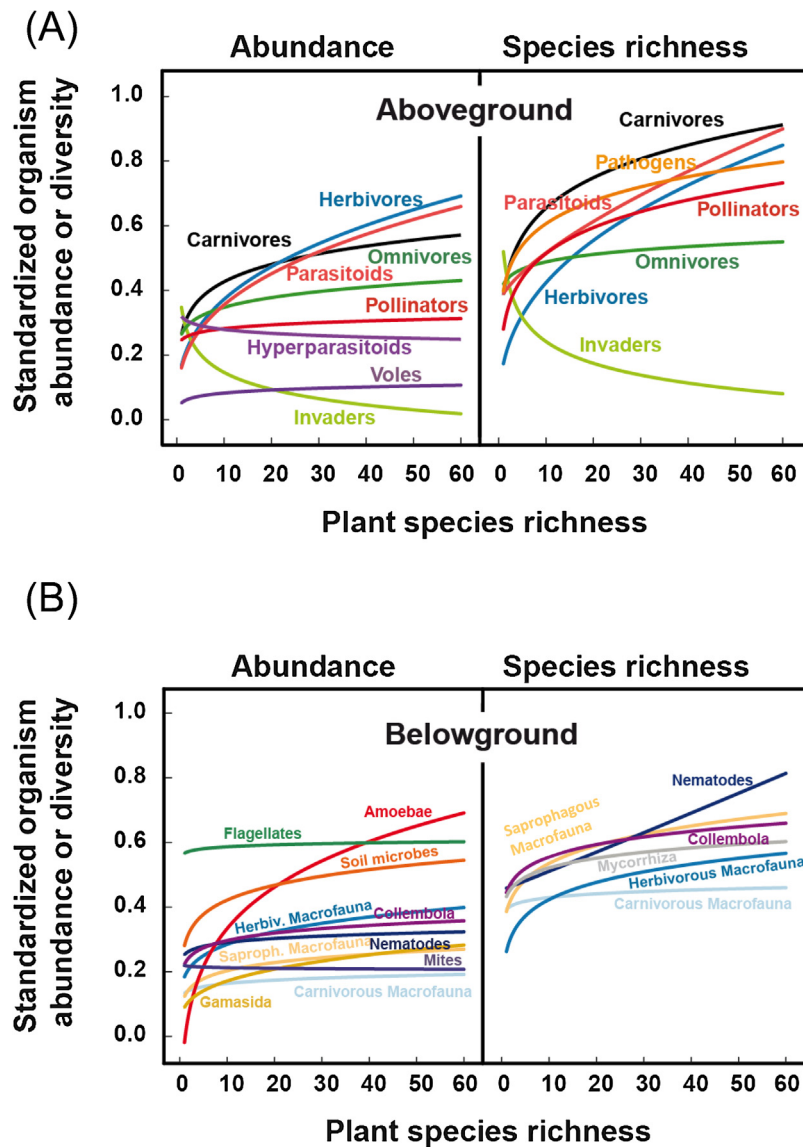 (A)
Abundance
Species richness
Standardized organism
abundance or diversity
1.0
0.8
0.6
0.4
0.2
0.0
Aboveground
Herbivores
Carnivores
Omnivores
Parasitoids
Pollinators
Hyperparasitoids
Voles
Invaders
Carnivores
Pathogens
Parasitoids
Pollinators
Omnivores
Herbivores
Invaders
0 10 20 30 40 50 60
0 10 20 30 40 50 60
Plant species richness
(B)
Abundance
Species richness
Standardized organism
abundance or diversity
1.0
0.8
0.6
0.4
0.2
0.0
Belowground
Amoebae
Flagellates
Soil microbes
Herbiv. Macrofauna
Collembola
Saproph. Macrofauna
Nematodes
Mites
Gamasida
Carnivorous Macrofauna
Nematodes
Saprophagous
Macrofauna
Collembola
Mycorrhiza
Herbivorous Macrofauna
Carnivorous Macrofauna
0 10 20 30 40 50 60
0 10 20 30 40 50 60
Plant species richness